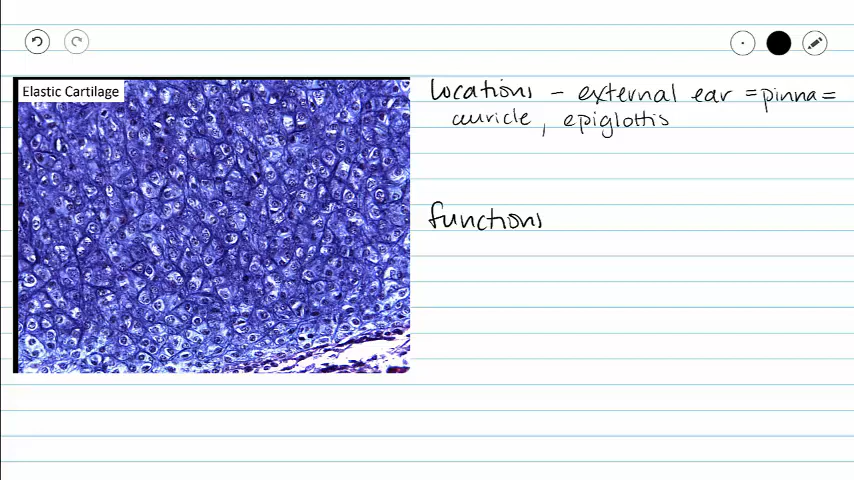 Elastic Cartilage
locations - external ear = pinna =
auricle, epiglottis
functions